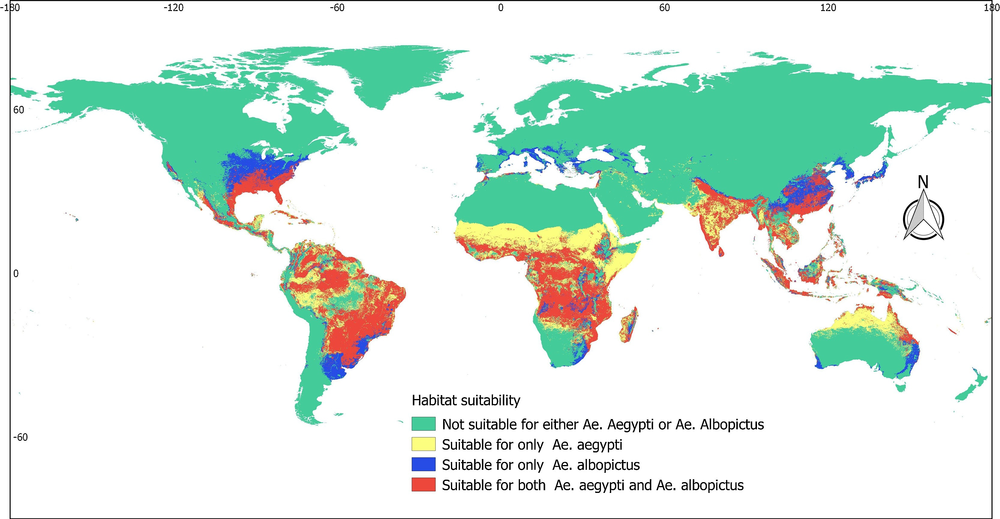 -180 -120 -60 0 60 120 180
60
N
0
Habitat suitability
Not suitable for either Ae. Aegypti or Ae. Albopictus
-60
Suitable for only Ae. aegypti
Suitable for only Ae. albopictus
Suitable for both Ae. aegypti and Ae. albopictus